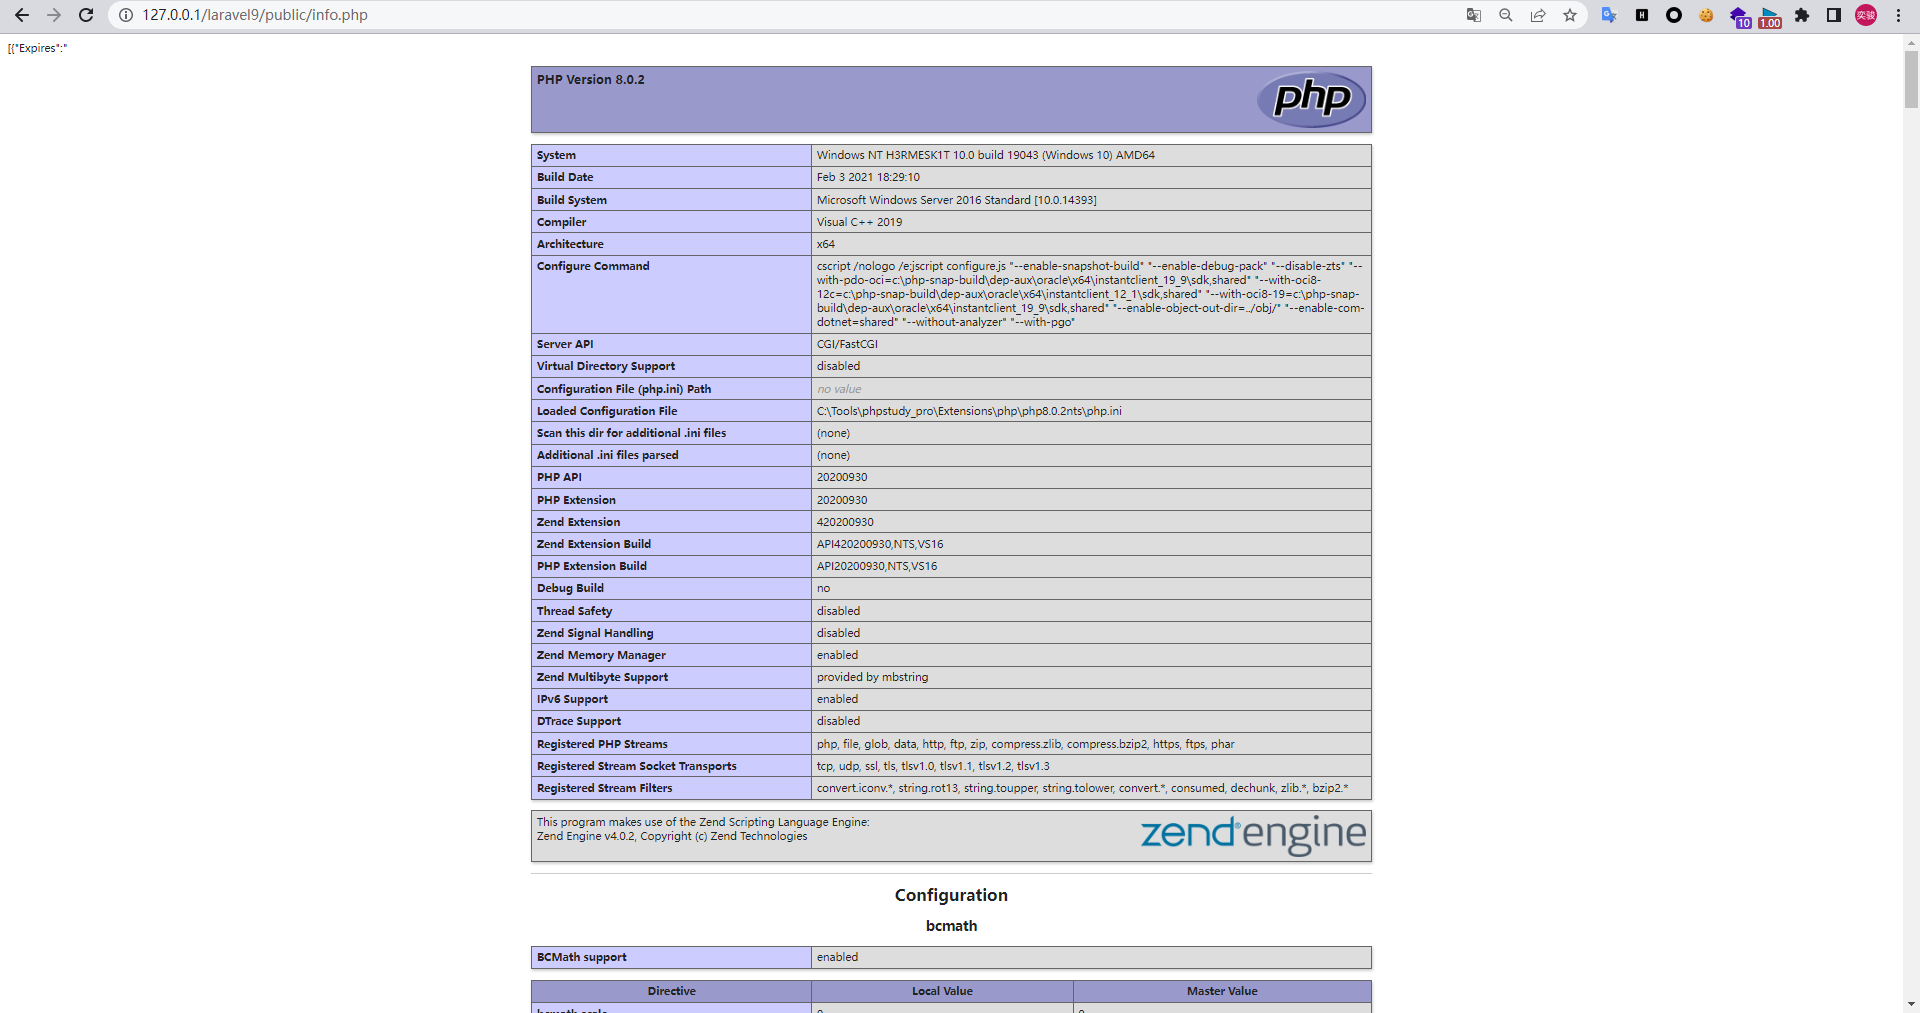 127.0.0.1/laravel9/public/info.php
10
1.00
奕骏
[{"Expires":"
PHP Version 8.0.2
php
System Windows NT H3RMESK1T 10.0 build 19043 (Windows 10) AMD64
Build Date Feb 3 2021 18:29:10
Build System Microsoft Windows Server 2016 Standard [10.0.14393]
Compiler Visual C++ 2019
Architecture x64
Configure Command cscript /nologo /e:jscript configure.js "--enable-snapshot-build" "--enable-debug-pack" "--disable-zts" "--
with-pdo-oci=c:\php-snap-build\dep-aux\oracle\x64\instantclient_19_9\sdk,shared" "--with-oci8-
12c=c:\php-snap-build\dep-aux\oracle\x64\instantclient_12_1\sdk,shared" "--with-oci8-19=c:\php-snap-
build\dep-aux\oracle\x64\instantclient_19_9\sdk,shared" "--enable-object-out-dir=../obj/" "--enable-com-
dotnet=shared" "--without-analyzer" "--with-pgo"
Server API CGI/FastCGI
Virtual Directory Support disabled
Configuration File (php.ini) Path no value
Loaded Configuration File C:\Tools\phpstudy_pro\Extensions\php\php8.0.2nts\php.ini
Scan this dir for additional .ini files (none)
Additional .ini files parsed (none)
PHP API 20200930
PHP Extension 20200930
Zend Extension 420200930
Zend Extension Build API420200930,NTS,VS16
PHP Extension Build API20200930,NTS,VS16
Debug Build no
Thread Safety disabled
Zend Signal Handling disabled
Zend Memory Manager enabled
Zend Multibyte Support provided by mbstring
IPv6 Support enabled
DTrace Support disabled
Registered PHP Streams php, file, glob, data, http, ftp, zip, compress.zlib, compress.bzip2, https, ftps, phar
Registered Stream Socket Transports tcp, udp, ssl, tls, tlsv1.0, tlsv1.1, tlsv1.2, tlsv1.3
Registered Stream Filters convert.iconv.*, string.rot13, string.toupper, string.tolower, convert.*, consumed, dechunk, zlib.*, bzip2.*
This program makes use of the Zend Scripting Language Engine:
Zend Engine v4.0.2, Copyright (c) Zend Technologies
zend engine
Configuration
bcmath
BCMath support enabled
Directive Local Value Master Value
bcmath.scale 0 0